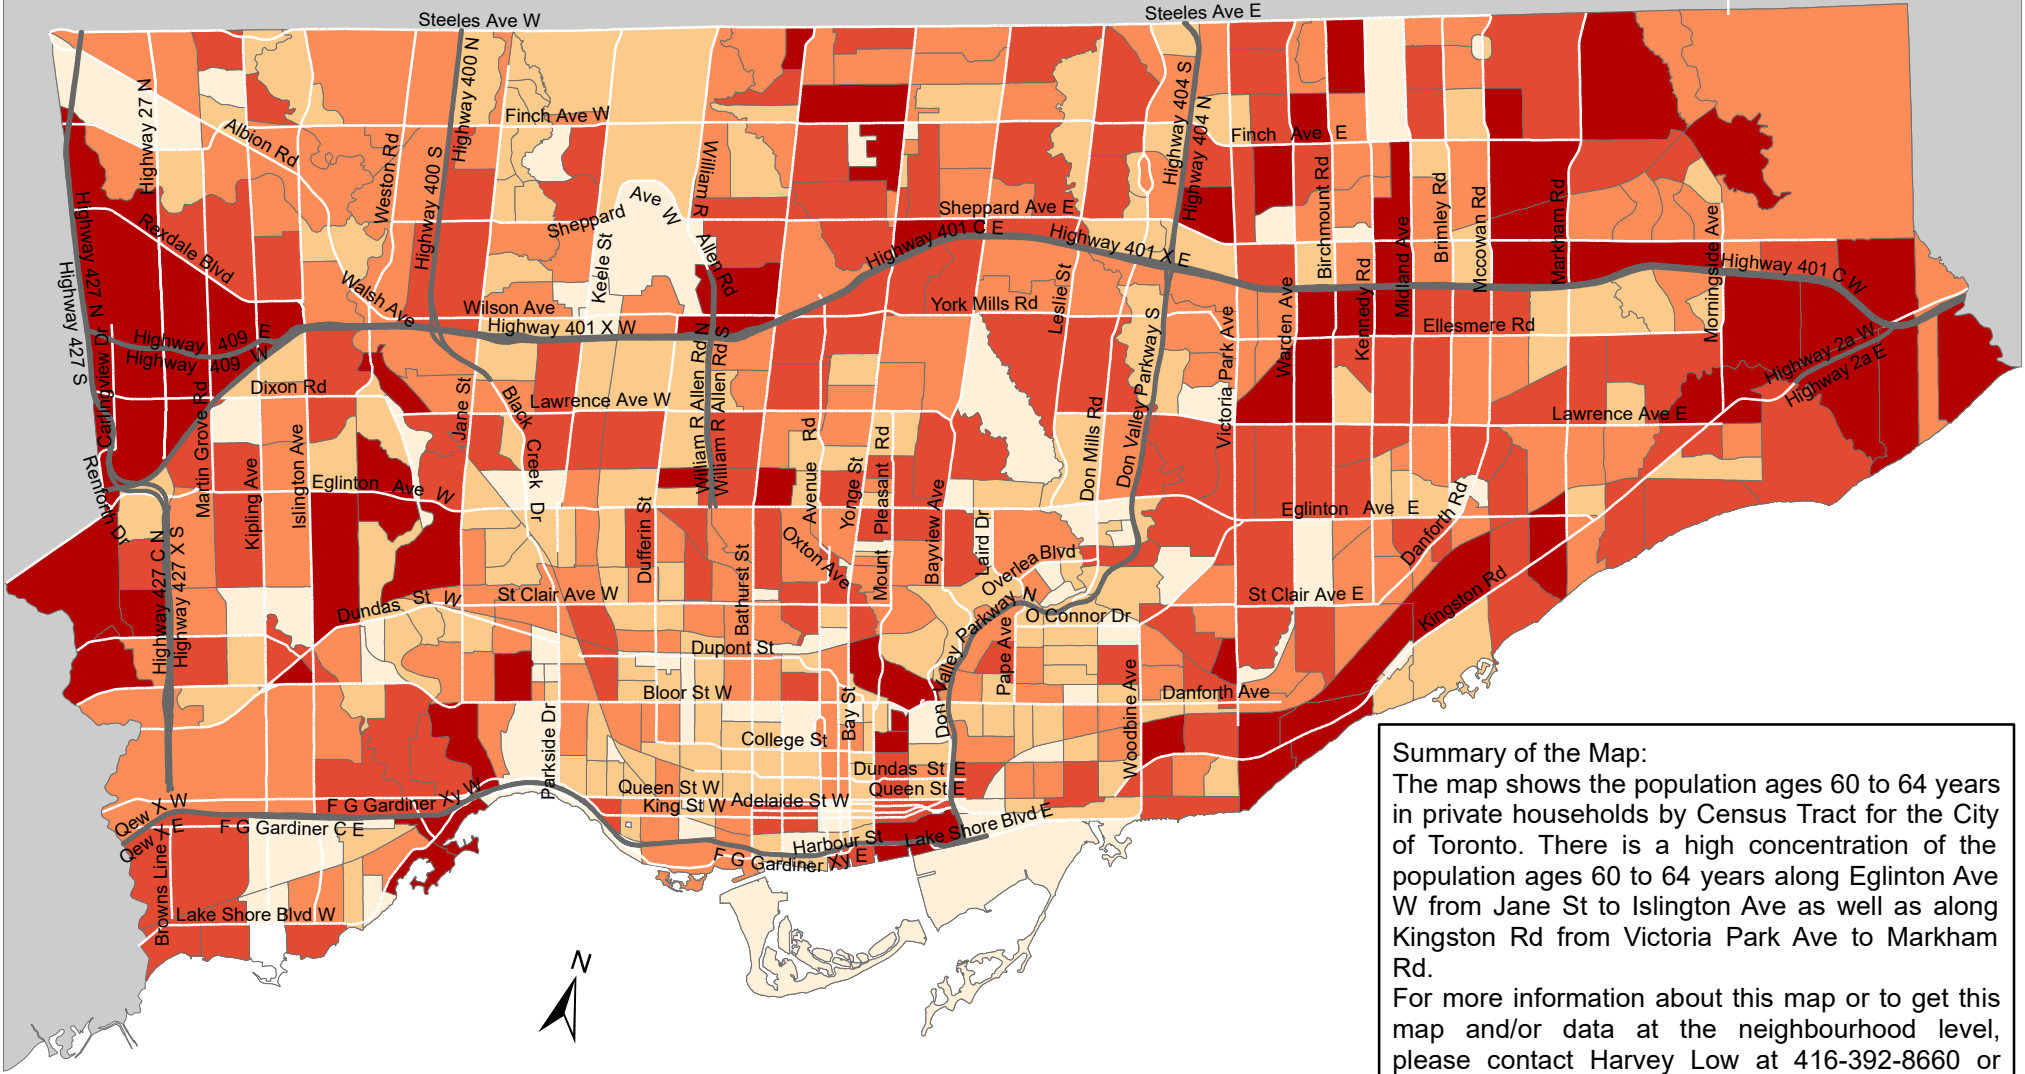 Steeles Ave W
Steeles Ave E
Highway 27 N
Albion Rd
Weston Rd
Highway 400 N
Highway 400 S
Finch Ave W
William R
Allen Rd
Highway 404 S
Highway 404 N
Finch Ave E
Highway 427 N
Highway 427 S
Rexdale Blvd
Walsh Ave
Sheppard Ave W
Keele St
Sheppard Ave E
Highway 401 C E
Highway 401 X E
Birchmount Rd
Kennedy Rd
Midland Ave
Brimley Rd
Mccowan Rd
Markham Rd
Morningside Ave
Highway 401 C W
Wilson Ave
Highway 401 X W
York Mills Rd
Leslie St
Ellesmere Rd
Warden Ave
Victoria Park Ave
Highway 2a W
Highway 2a E
Highway 409 E
Highway 409 W
Carlingview Dr
Martin Grove Rd
Dixon Rd
Jane St
Black Creek Dr
Lawrence Ave W
William R Allen Rd N
William R Allen Rd S
Lawrence Ave E
Don Mills Rd
Don Valley Parkway S
Renforth Dr
Kipling Ave
Islington Ave
Eglinton Ave W
Dufferin St
Bathurst St
Avenue Rd
Oxton Ave
Yonge St
Mount Pleasant Rd
Bayview Ave
Laird Dr
Overlea Blvd
Eglinton Ave E
Danforth Rd
Highway 427 C N
Highway 427 X S
Dundas St W
St Clair Ave W
Don Valley Parkway N
O Connor Dr
St Clair Ave E
Kingston Rd
Dupont St
Pape Ave
Woodbine Ave
Bloor St W
Bay St
Danforth Ave
Parkside Dr
College St
Dundas St E
Queen St W
Queen St E
King St W
Adelaide St W
Qew X W
Qew X E
F G Gardiner Xy W
F G Gardiner C E
Harbour St
Lake Shore Blvd E
F G Gardiner Xy E
Browns Line
Lake Shore Blvd W
N
Summary of the Map:
The map shows the population ages 60 to 64 years
in private households by Census Tract for the City
of Toronto. There is a high concentration of the
population ages 60 to 64 years along Eglinton Ave
W from Jane St to Islington Ave as well as along
Kingston Rd from Victoria Park Ave to Markham
Rd.
For more information about this map or to get this
map and/or data at the neighbourhood level,
please contact Harvey Low at 416-392-8660 or